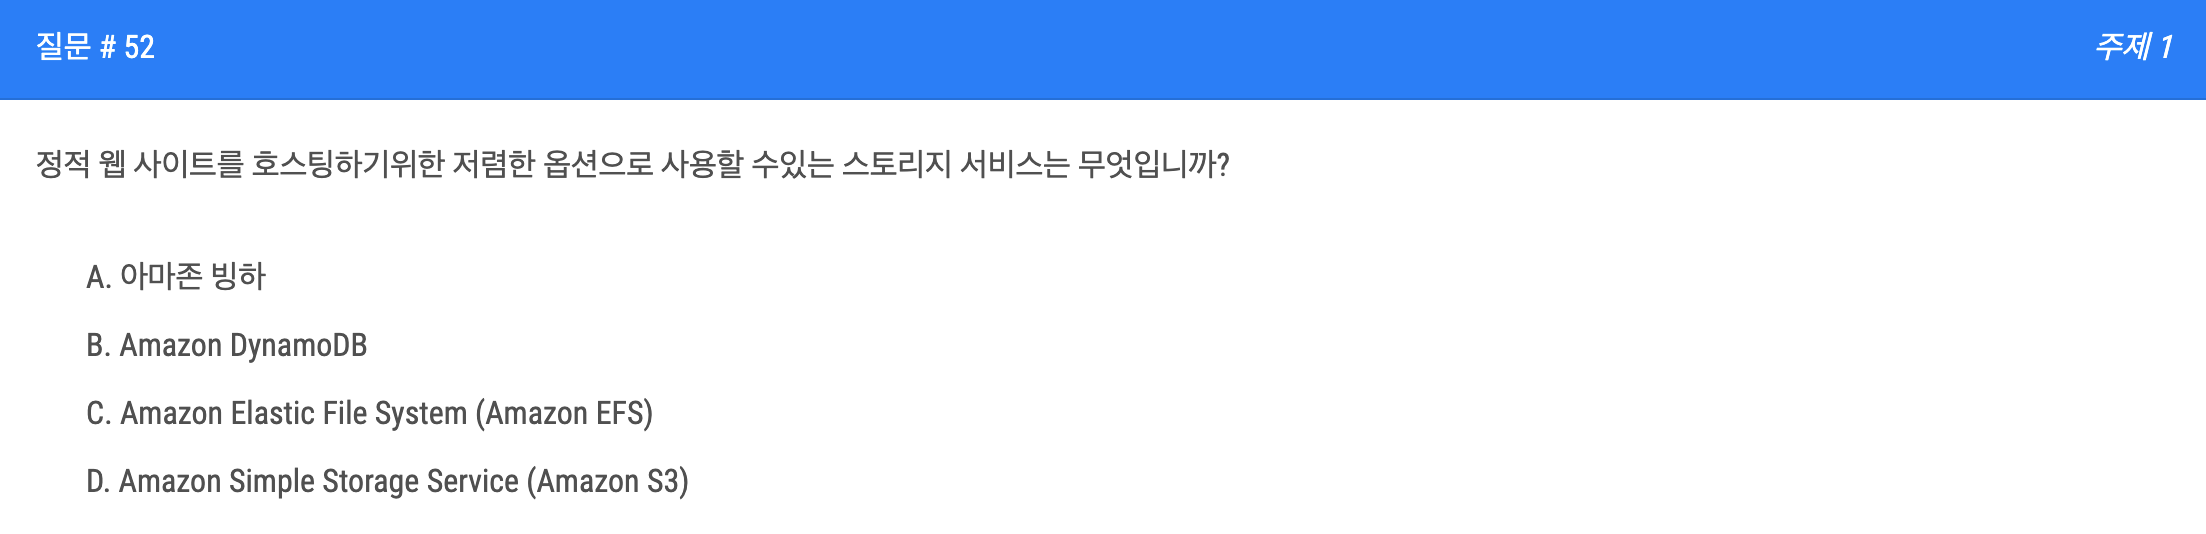 질문 # 52
주제 1
정적 웹 사이트를 호스팅하기위한 저렴한 옵션으로 사용할 수있는 스토리지 서비스는 무엇입니까?
A. 아마존 빙하
B. Amazon DynamoDB
C. Amazon Elastic File System (Amazon EFS)
D. Amazon Simple Storage Service (Amazon S3)